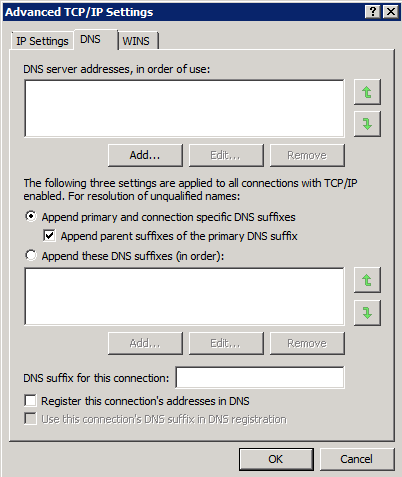 Advanced TCP/IP Settings
IP Settings DNS WINS
DNS server addresses, in order of use:
Add... Edit... Remove
The following three settings are applied to all connections with TCP/IP
enabled. For resolution of unqualified names:
Append primary and connection specific DNS suffixes
Append parent suffixes of the primary DNS suffix
Append these DNS suffixes (in order):
Add... Edit... Remove
DNS suffix for this connection:
Register this connection's addresses in DNS
Use this connection's DNS suffix in DNS registration
OK Cancel